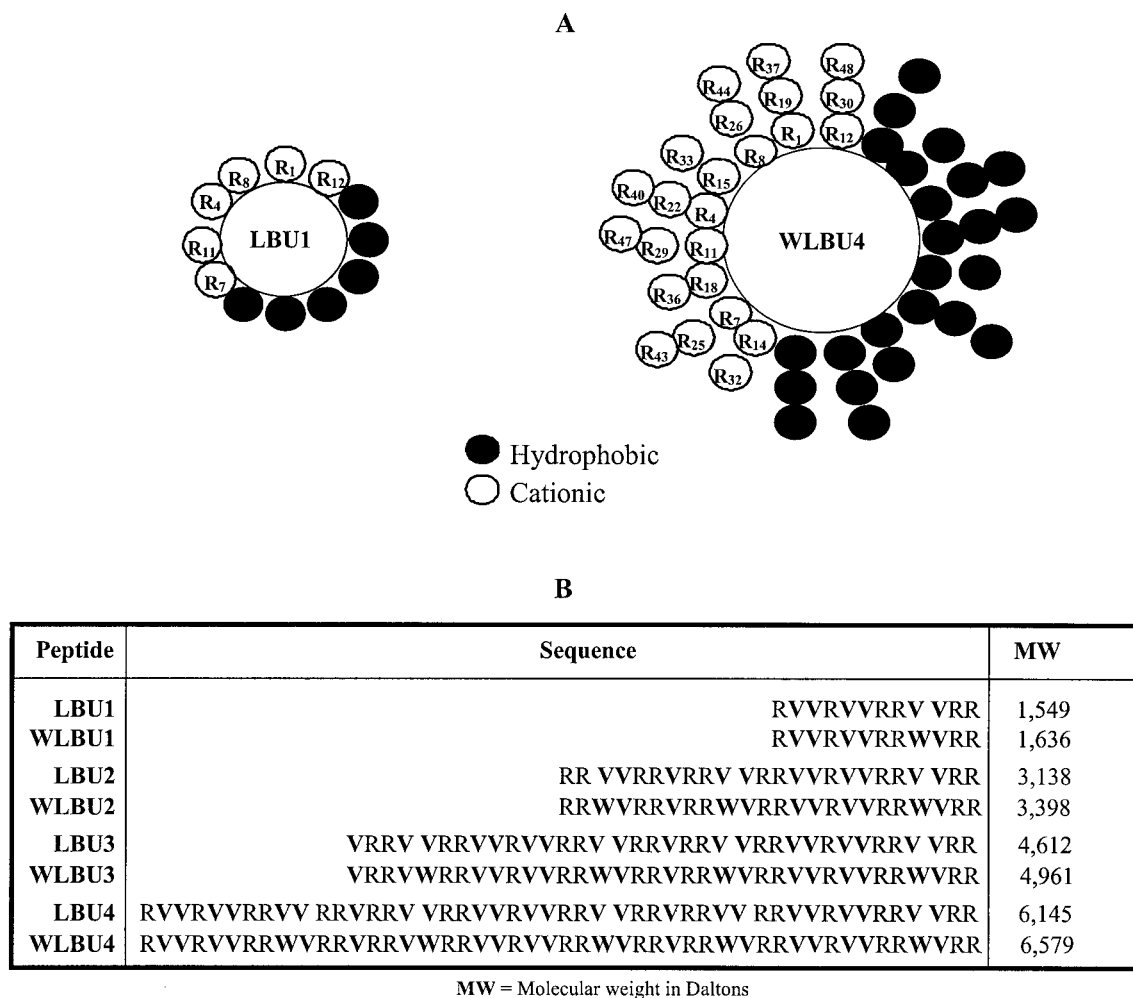 A
R37 R48
R44 R19 R30
R26 R1 R12
R1
R8 R12
R4
R11 LBU1
R7
R33 R8
R15
R40 R22 R4
R47 R29 R11 WLBU4
R36 R18
R7
R43 R25 R14
R32
Hydrophobic
Cationic
B
Peptide Sequence MW
LBU1 RVVRVVRRV VRR 1,549
WLBU1 RVVRVVRRWVRR 1,636
LBU2 RR VVRRVRRV VRRVVRVVRRV VRR 3,138
WLBU2 RRWVRRVRRWVRRVVRVVRRWVRR 3,398
LBU3 VRRV VRRVVRVVRRV VRRVRRV VRRVVRVVRRV VRR 4,612
WLBU3 VRRVWRRVVRVVRRWVRRVRRWVRRVVRVVRRWVRR 4,961
LBU4 RVVRVVRRVV RRVRRV VRRVVRVVRRV VRRVRRVV RRVVRVVRRV VRR 6,145
WLBU4 RVVRVVRRWVRRVRRVWRRVVRVVRRWVRRVRRWVRRVVRVVRRWVRR 6,579
MW = Molecular weight in Daltons